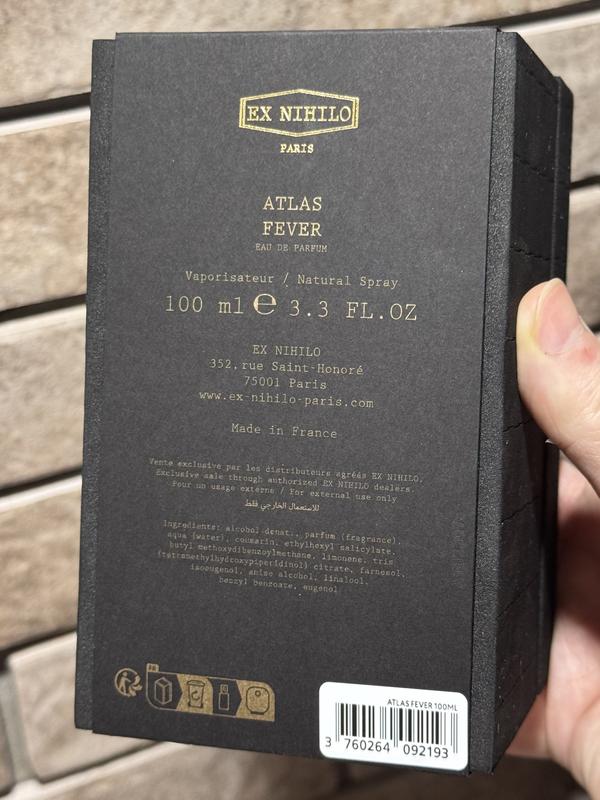 EX NIHILO
PARIS
ATLAS
FEVER
EAU DE PARFUM
Vaporisateur / Natural Spray
100 ml ℮ 3.3 FL.OZ
EX NIHILO
352, rue Saint-Honoré
75001 Paris
www.ex-nihilo-paris.com
Made in France
Vente exclusive par les distributeurs agréés EX NIHILO.
Exclusive sale through authorized EX NIHILO dealers.
Pour un usage externe / For external use only
للاستعمال الخارجي فقط
Ingredients: alcohol denat., parfum (fragrance),
aqua (water), coumarin, ethylhexyl salicylate,
butyl methoxydibenzoylmethane, limonene, tris
(tetramethylhydroxypiperidinol) citrate, farnesol,
isoeugenol, anise alcohol, linalool,
benzyl benzoate, eugenol
FR
ATLAS FEVER 100ML
3 760264 092193